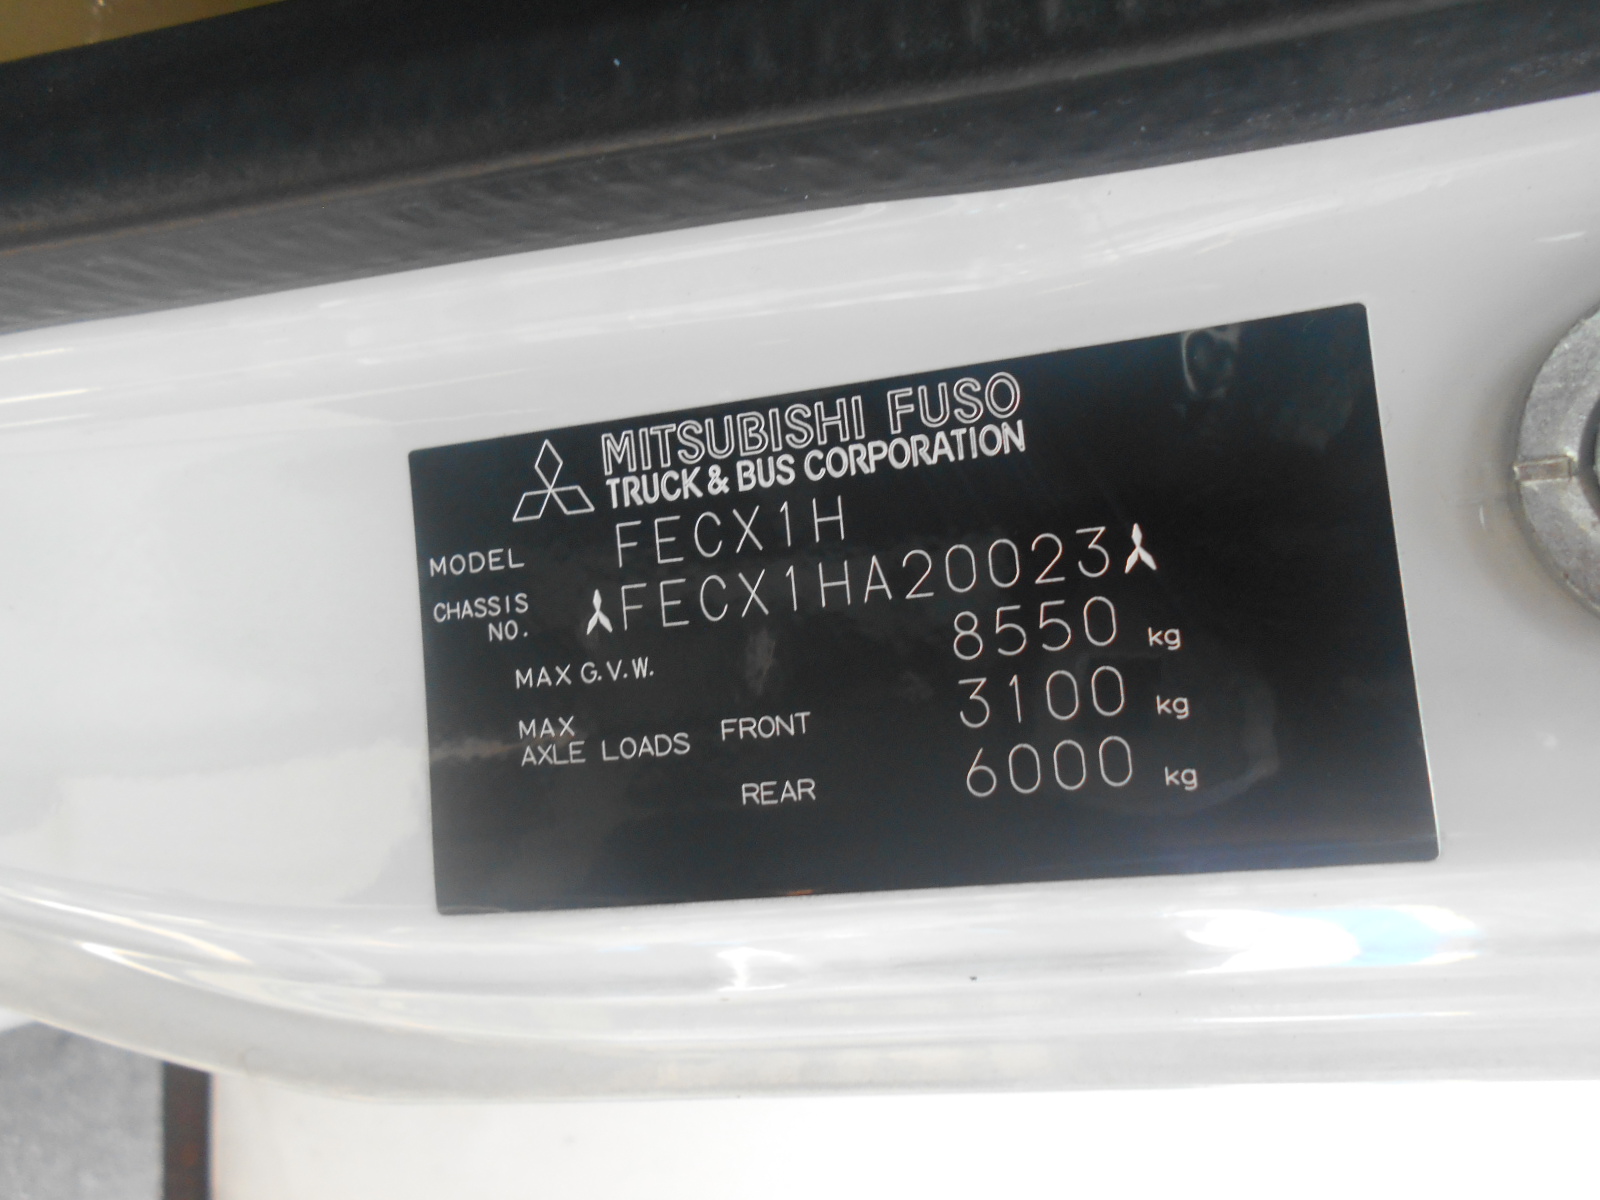 MITSUBISHI FUSO
TRUCK & BUS CORPORATION
MODEL FECX1H
CHASSIS NO. FECX1HA20023
MAX G.V.W. 8550 kg
MAX AXLE LOADS FRONT 3100 kg
REAR 6000 kg